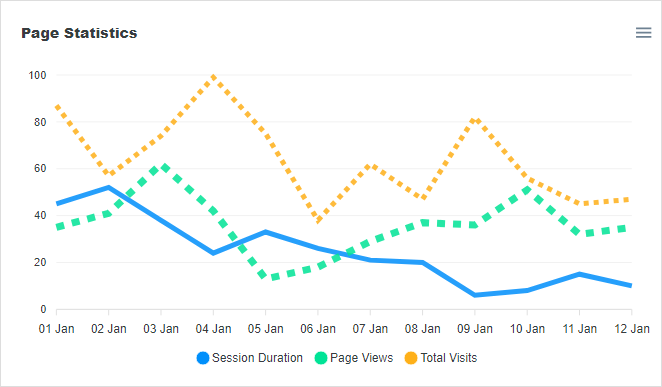 Page Statistics
100
80
60
40
20
0
01 Jan 02 Jan 03 Jan 04 Jan 05 Jan 06 Jan 07 Jan 08 Jan 09 Jan 10 Jan 11 Jan 12 Jan
Session Duration Page Views Total Visits